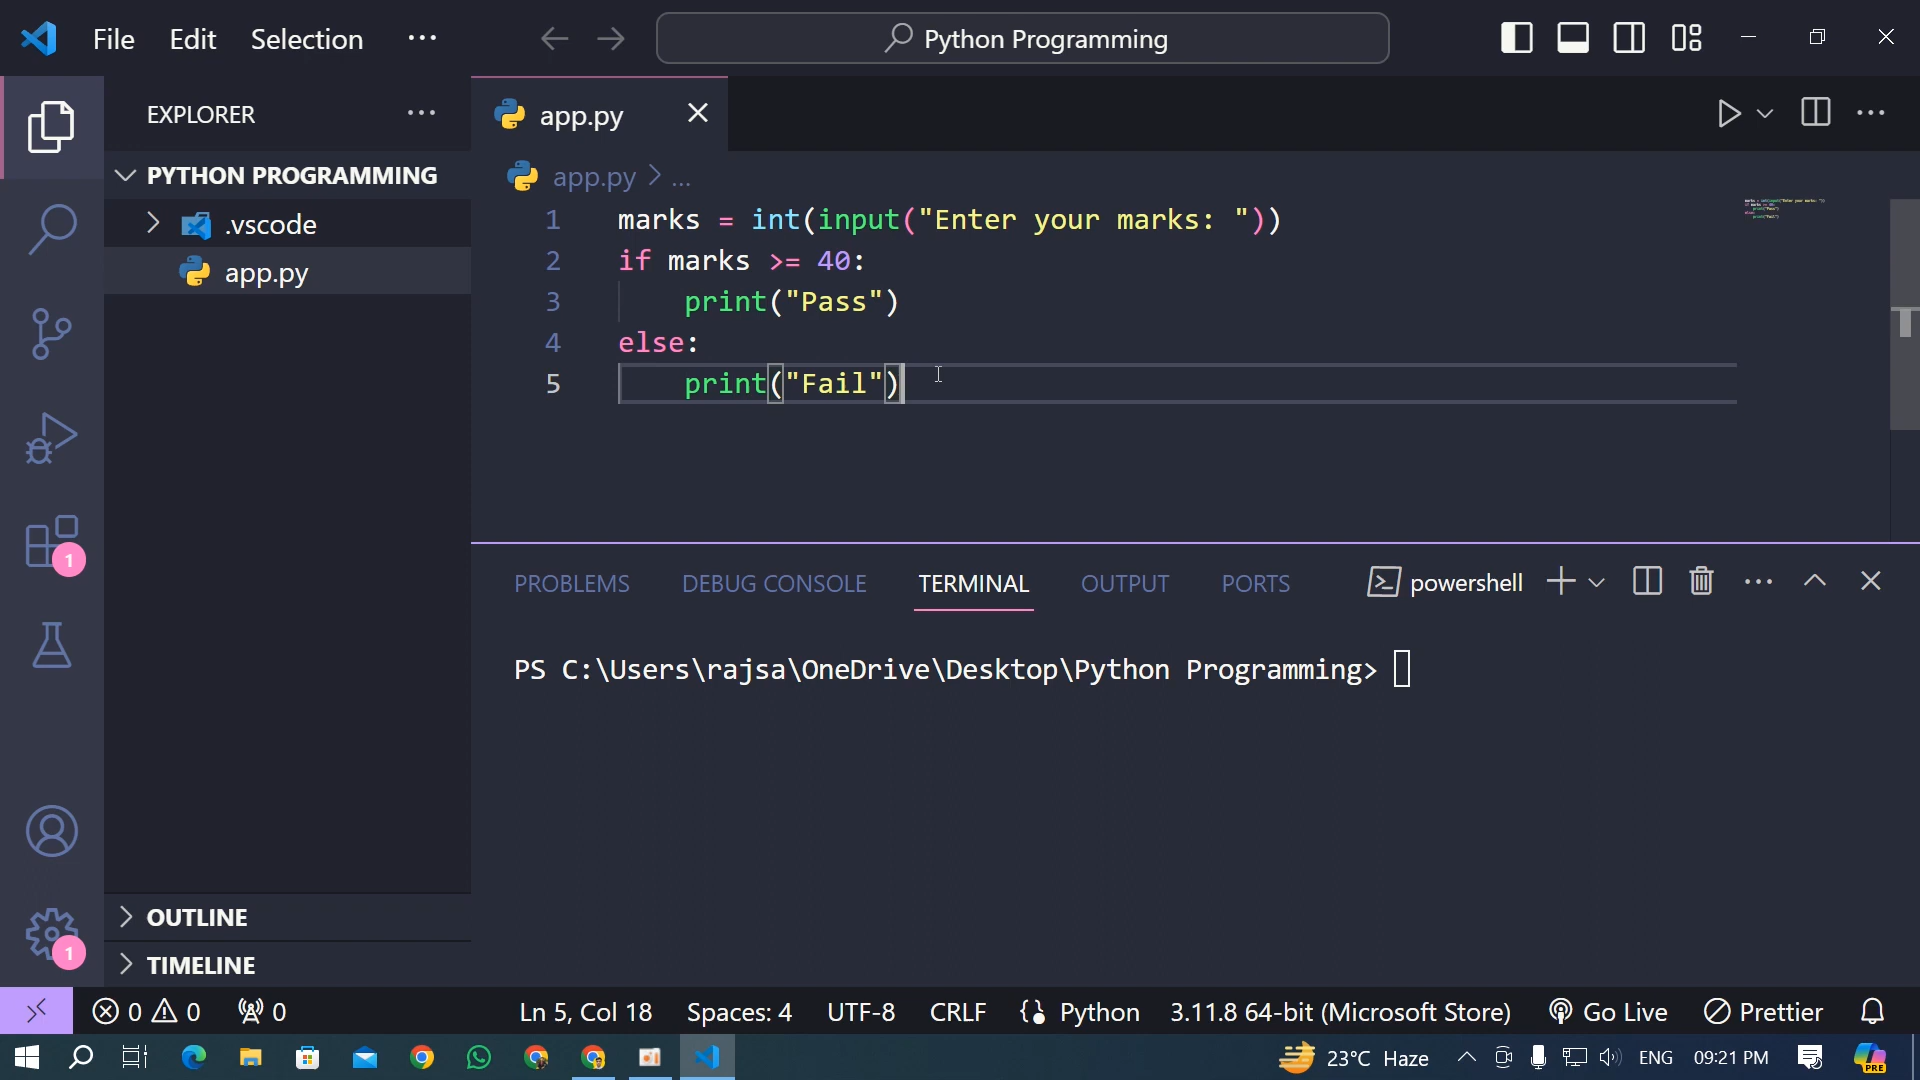 File Edit Selection ... Python Programming
EXPLORER ...
PYTHON PROGRAMMING
.vscode
app.py
OUTLINE
TIMELINE
app.py
app.py > ...
1 marks = int(input("Enter your marks: "))
2 if marks >= 40:
3     print("Pass")
4 else:
5     print("Fail")
PROBLEMS DEBUG CONSOLE TERMINAL OUTPUT PORTS powershell
PS C:\Users\rajsa\OneDrive\Desktop\Python Programming>
1
1
0 0 0 Ln 5, Col 18 Spaces: 4 UTF-8 CRLF {} Python 3.11.8 64-bit (Microsoft Store) Go Live Prettier
23°C Haze ENG 09:21 PM PRE